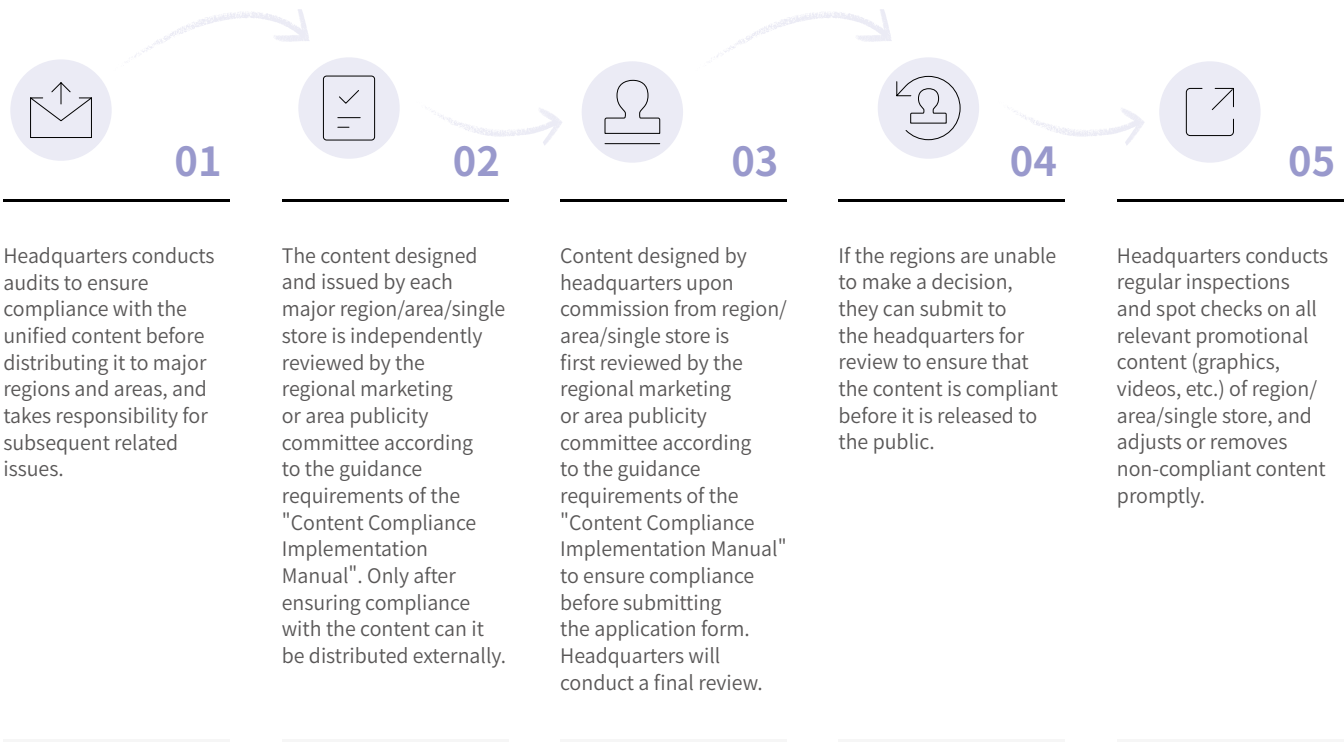 01
Headquarters conducts
audits to ensure
compliance with the
unified content before
distributing it to major
regions and areas, and
takes responsibility for
subsequent related
issues.
02
The content designed
and issued by each
major region/area/single
store is independently
reviewed by the
regional marketing
or area publicity
committee according
to the guidance
requirements of the
"Content Compliance
Implementation
Manual". Only after
ensuring compliance
with the content can it
be distributed externally.
03
Content designed by
headquarters upon
commission from region/
area/single store is
first reviewed by the
regional marketing
or area publicity
committee according
to the guidance
requirements of the
"Content Compliance
Implementation Manual"
to ensure compliance
before submitting
the application form.
Headquarters will
conduct a final review.
04
If the regions are unable
to make a decision,
they can submit to
the headquarters for
review to ensure that
the content is compliant
before it is released to
the public.
05
Headquarters conducts
regular inspections
and spot checks on all
relevant promotional
content (graphics,
videos, etc.) of region/
area/single store, and
adjusts or removes
non-compliant content
promptly.